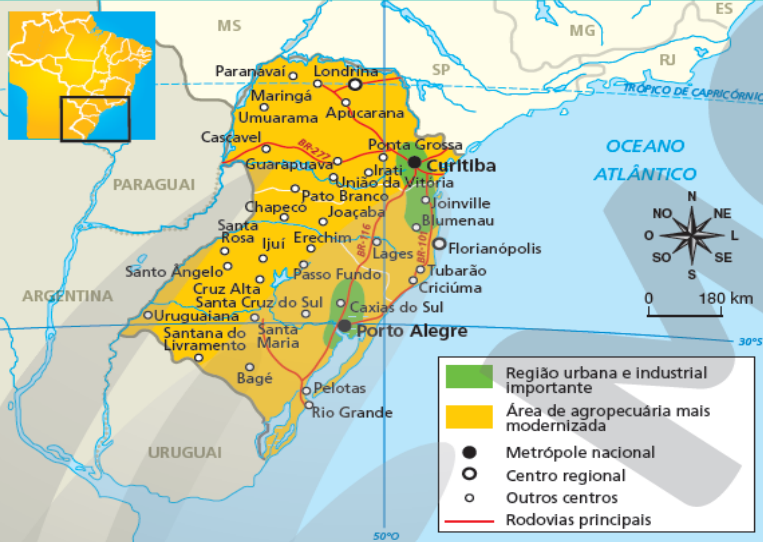 MS
MG
ES
RJ
SP
TRÓPICO DE CAPRICÓRNIO
Paranavaí
Londrina
Maringá
Umuarama
Apucarana
Cascavel
BR-277
Ponta Grossa
Guarapuava
Irati
Curitiba
União da Vitória
PARAGUAI
Pato Branco
Joinville
Chapecó
Joaçaba
Blumenau
Santa
Rosa
Ijuí
Erechim
BR-116
Lages
BR-101
Florianópolis
Santo Ângelo
Passo Fundo
Tubarão
Cruz Alta
Criciúma
ARGENTINA
Santa Cruz do Sul
Caxias do Sul
Uruguaiana
Santana do
Livramento
Santa
Maria
Porto Alegre
Bagé
Pelotas
Rio Grande
URUGUAI
OCEANO
ATLÂNTICO
N
NO
NE
O
L
SO
SE
S
0
180 km
30°S
50°O
Região urbana e industrial
importante
Área de agropecuária mais
modernizada
Metrópole nacional
Centro regional
Outros centros
Rodovias principais